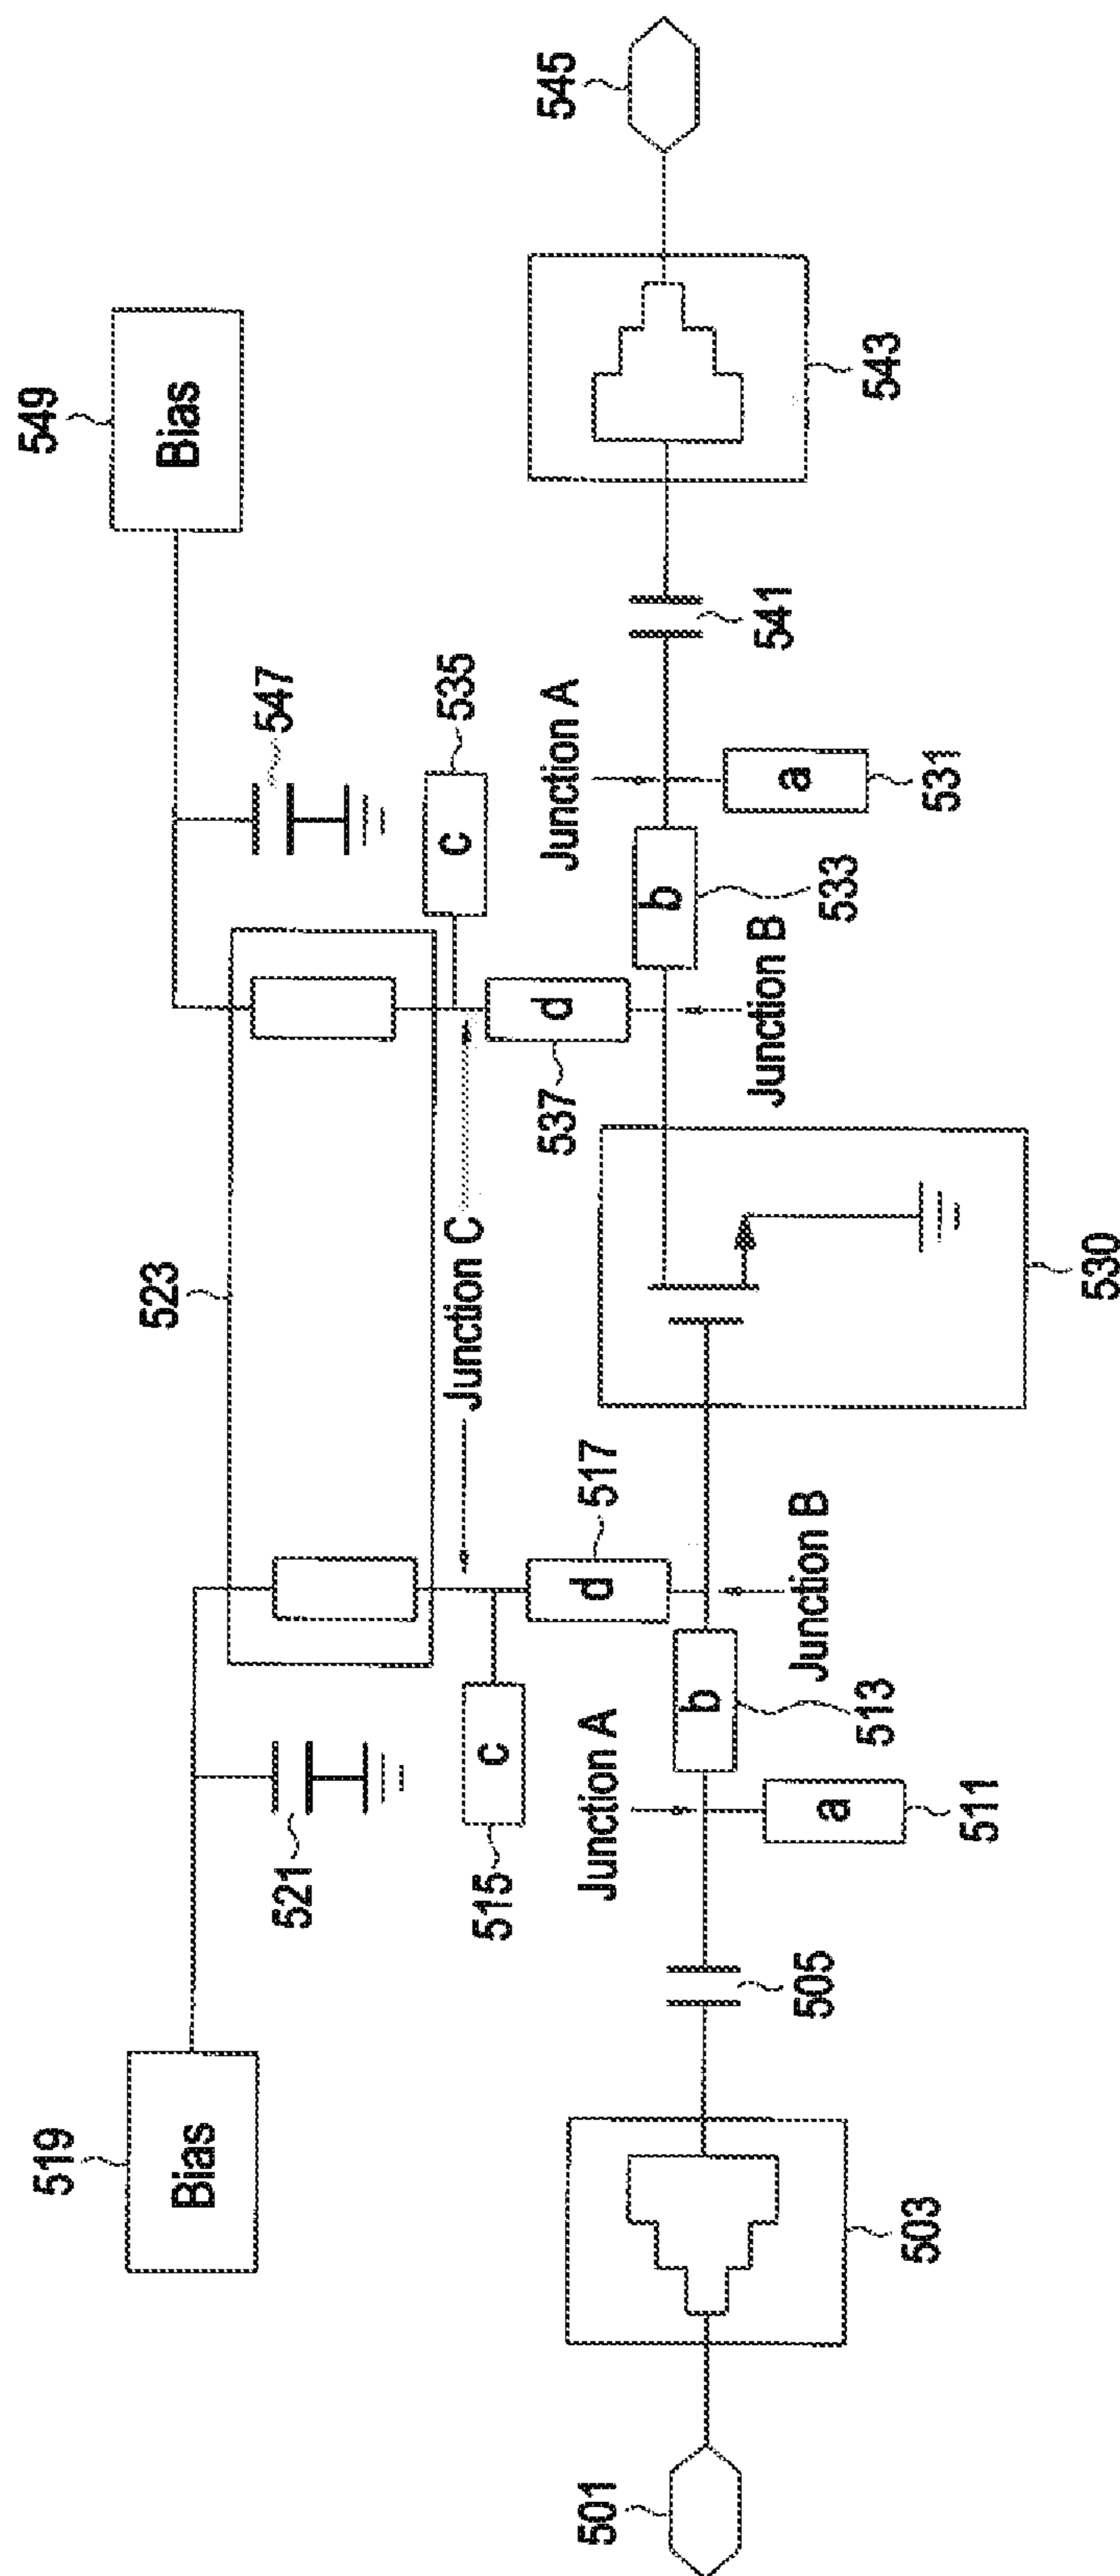 519
Bias
549
Bias
523
521
547
515
c
535
c
Junction C
517
d
537
d
Junction A
Junction A
545
501
503
505
b
513
a
511
Junction B
530
Junction B
b
533
a
531
541
543